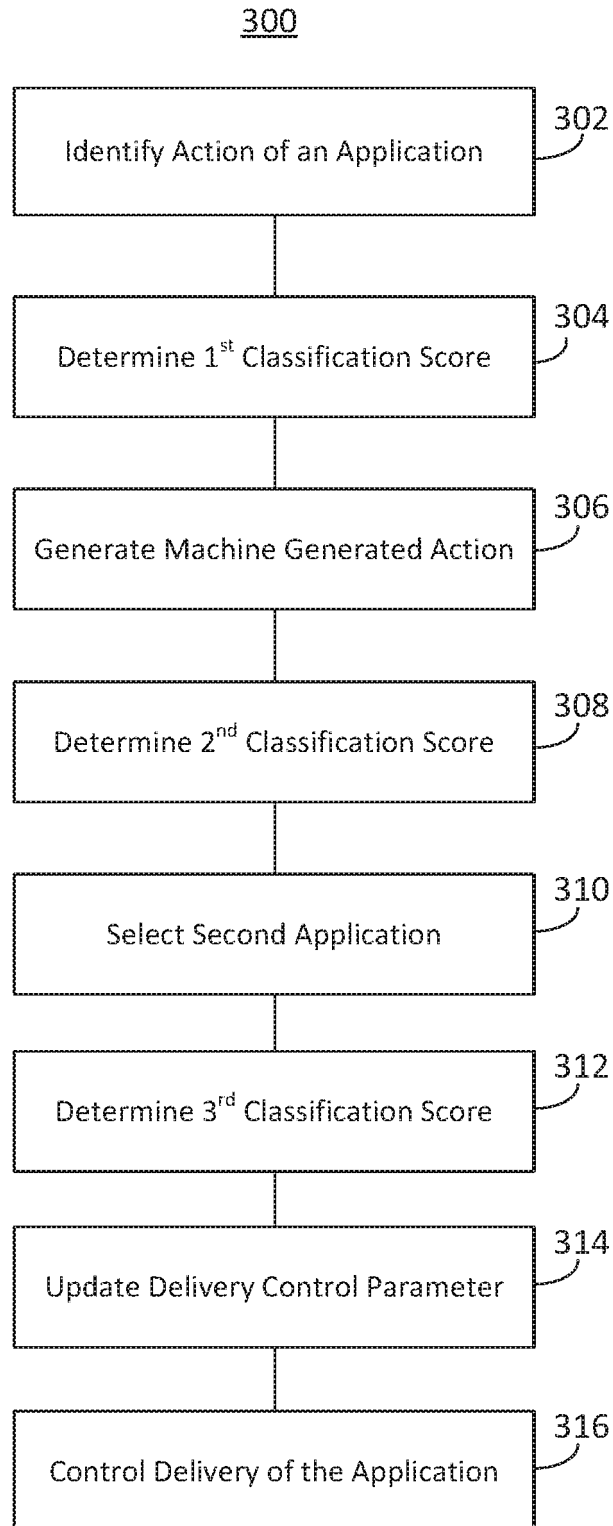 300
Identify Action of an Application
302
Determine 1st Classification Score
304
Generate Machine Generated Action
306
Determine 2nd Classification Score
308
Select Second Application
310
Determine 3rd Classification Score
312
Update Delivery Control Parameter
314
Control Delivery of the Application
316